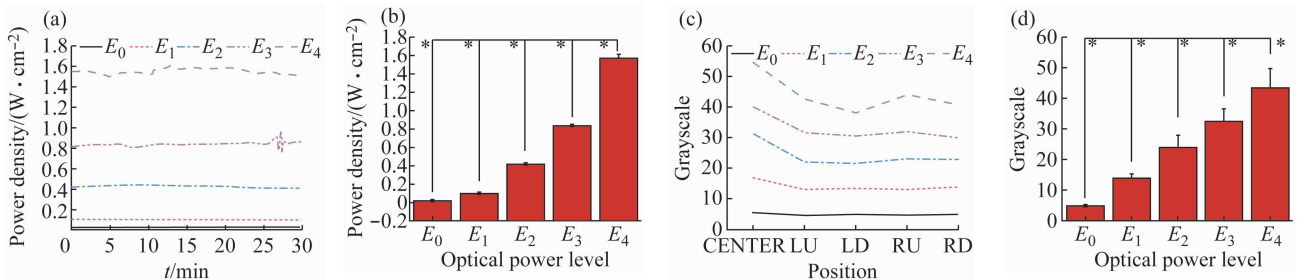 (a)
E0 E1 E2 E3 E4
Power density/(W • cm−2)
1.8
1.6
1.4
1.2
1.0
0.8
0.6
0.4
0.2
0 5 10 15 20 25 30
t/min
(b)
* * * * *
Power density/(W • cm−2)
1.8
1.6
1.4
1.2
1.0
0.8
0.6
0.4
0.2
0
−0.2
E0 E1 E2 E3 E4
Optical power level
(c)
E0 E1 E2 E3 E4
Grayscale
60
50
40
30
20
10
0
CENTER LU LD RU RD
Position
(d)
* * * * *
Grayscale
60
50
40
30
20
10
0
E0 E1 E2 E3 E4
Optical power level